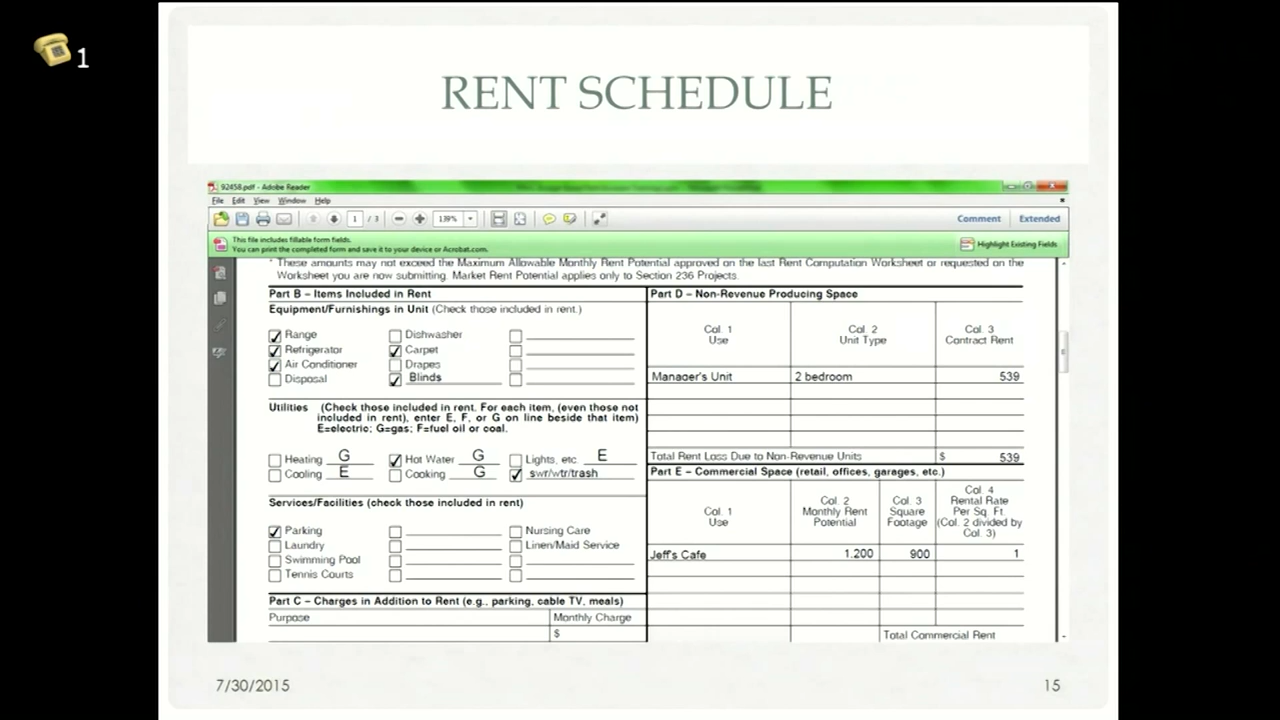 1
RENT SCHEDULE
92458.pdf - Adobe Reader
File Edit View Window Help
1 / 3 139% Comment Extended
This file includes fillable form fields.
You can print the completed form and save it to your device or Acrobat.com.
Highlight Existing Fields
* These amounts may not exceed the Maximum Allowable Monthly Rent Potential approved on the last Rent Computation Worksheet or requested on the
Worksheet you are now submitting. Market Rent Potential applies only to Section 236 Projects.
Part B – Items Included in Rent
Equipment/Furnishings in Unit (Check those included in rent.)
Range Dishwasher
Refrigerator Carpet
Air Conditioner Drapes
Disposal Blinds
Utilities (Check those included in rent. For each item, (even those not
included in rent), enter E, F, or G on line beside that item)
E=electric; G=gas; F=fuel oil or coal.
Heating G Hot Water G Lights, etc. E
Cooling E Cooking G swr/wtr/trash
Services/Facilities (check those included in rent)
Parking Nursing Care
Laundry Linen/Maid Service
Swimming Pool
Tennis Courts
Part C – Charges in Addition to Rent (e.g., parking, cable TV, meals)
Purpose Monthly Charge
$
Part D – Non-Revenue Producing Space
Col. 1 Col. 2 Col. 3
Use Unit Type Contract Rent
Manager's Unit 2 bedroom 539
Total Rent Loss Due to Non-Revenue Units $ 539
Part E – Commercial Space (retail, offices, garages, etc.)
Col. 1
Use
Col. 2
Monthly Rent
Potential
Col. 3
Square
Footage
Col. 4
Rental Rate
Per Sq. Ft.
(Col. 2 divided by
Col. 3)
Jeff's Cafe 1,200 900 1
Total Commercial Rent
7/30/2015 15